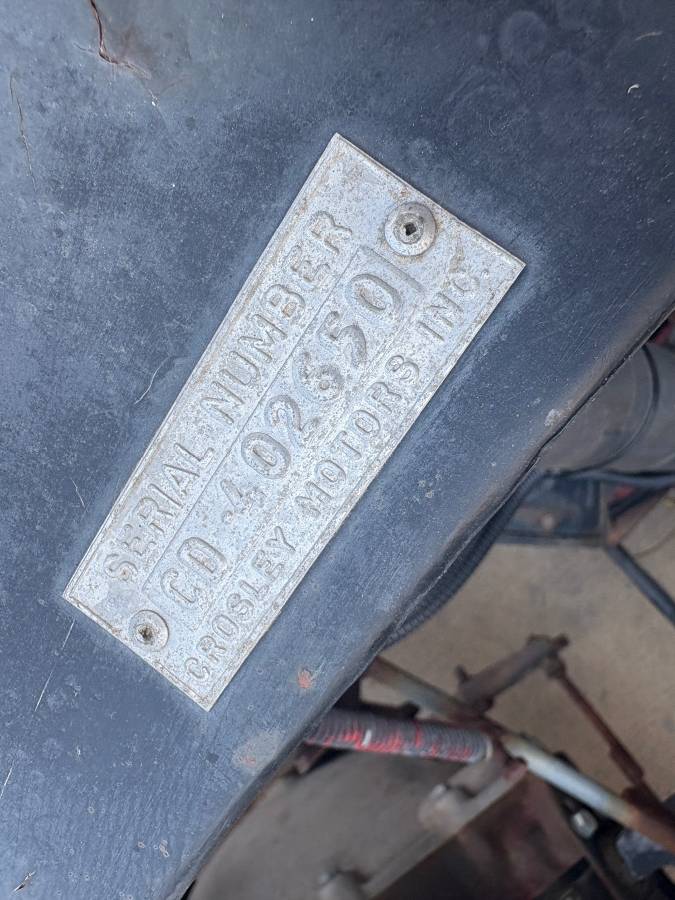 SERIAL NUMBER
CD·402650
CROSLEY MOTORS INC.